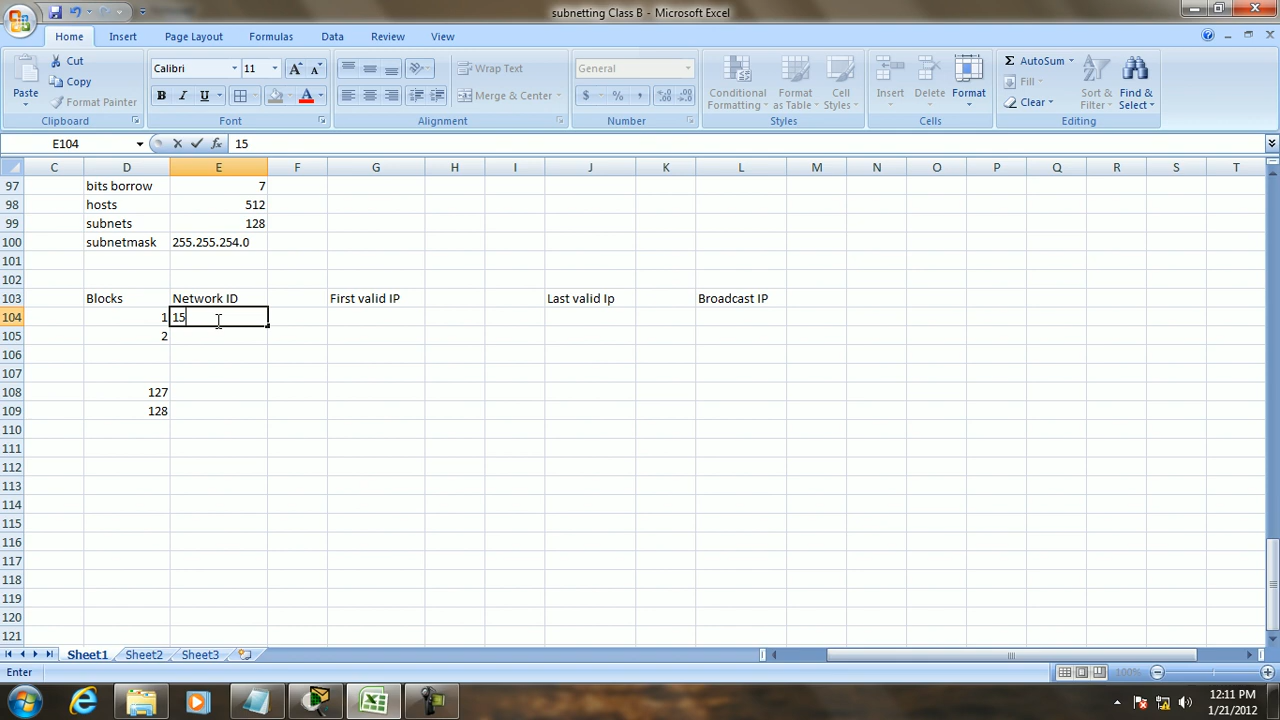 subnetting Class B - Microsoft Excel
Home Insert Page Layout Formulas Data Review View
Paste
Cut
Copy
Format Painter
Clipboard
Calibri 11
B I U
Font
Wrap Text
Merge & Center
Alignment
General
$ % ,
Number
Conditional Formatting
Format as Table
Cell Styles
Styles
Insert
Delete
Format
Cells
AutoSum
Fill
Clear
Sort & Filter
Find & Select
Editing
E104 fx 15
C D E F G H I J K L M N O P Q R S T
97 bits borrow 7
98 hosts 512
99 subnets 128
100 subnetmask 255.255.254.0
101
102
103 Blocks Network ID First valid IP Last valid Ip Broadcast IP
104 1 15
105 2
106
107
108 127
109 128
110
111
112
113
114
115
116
117
118
119
120
121
Sheet1 Sheet2 Sheet3
Enter 100%
12:11 PM
1/21/2012